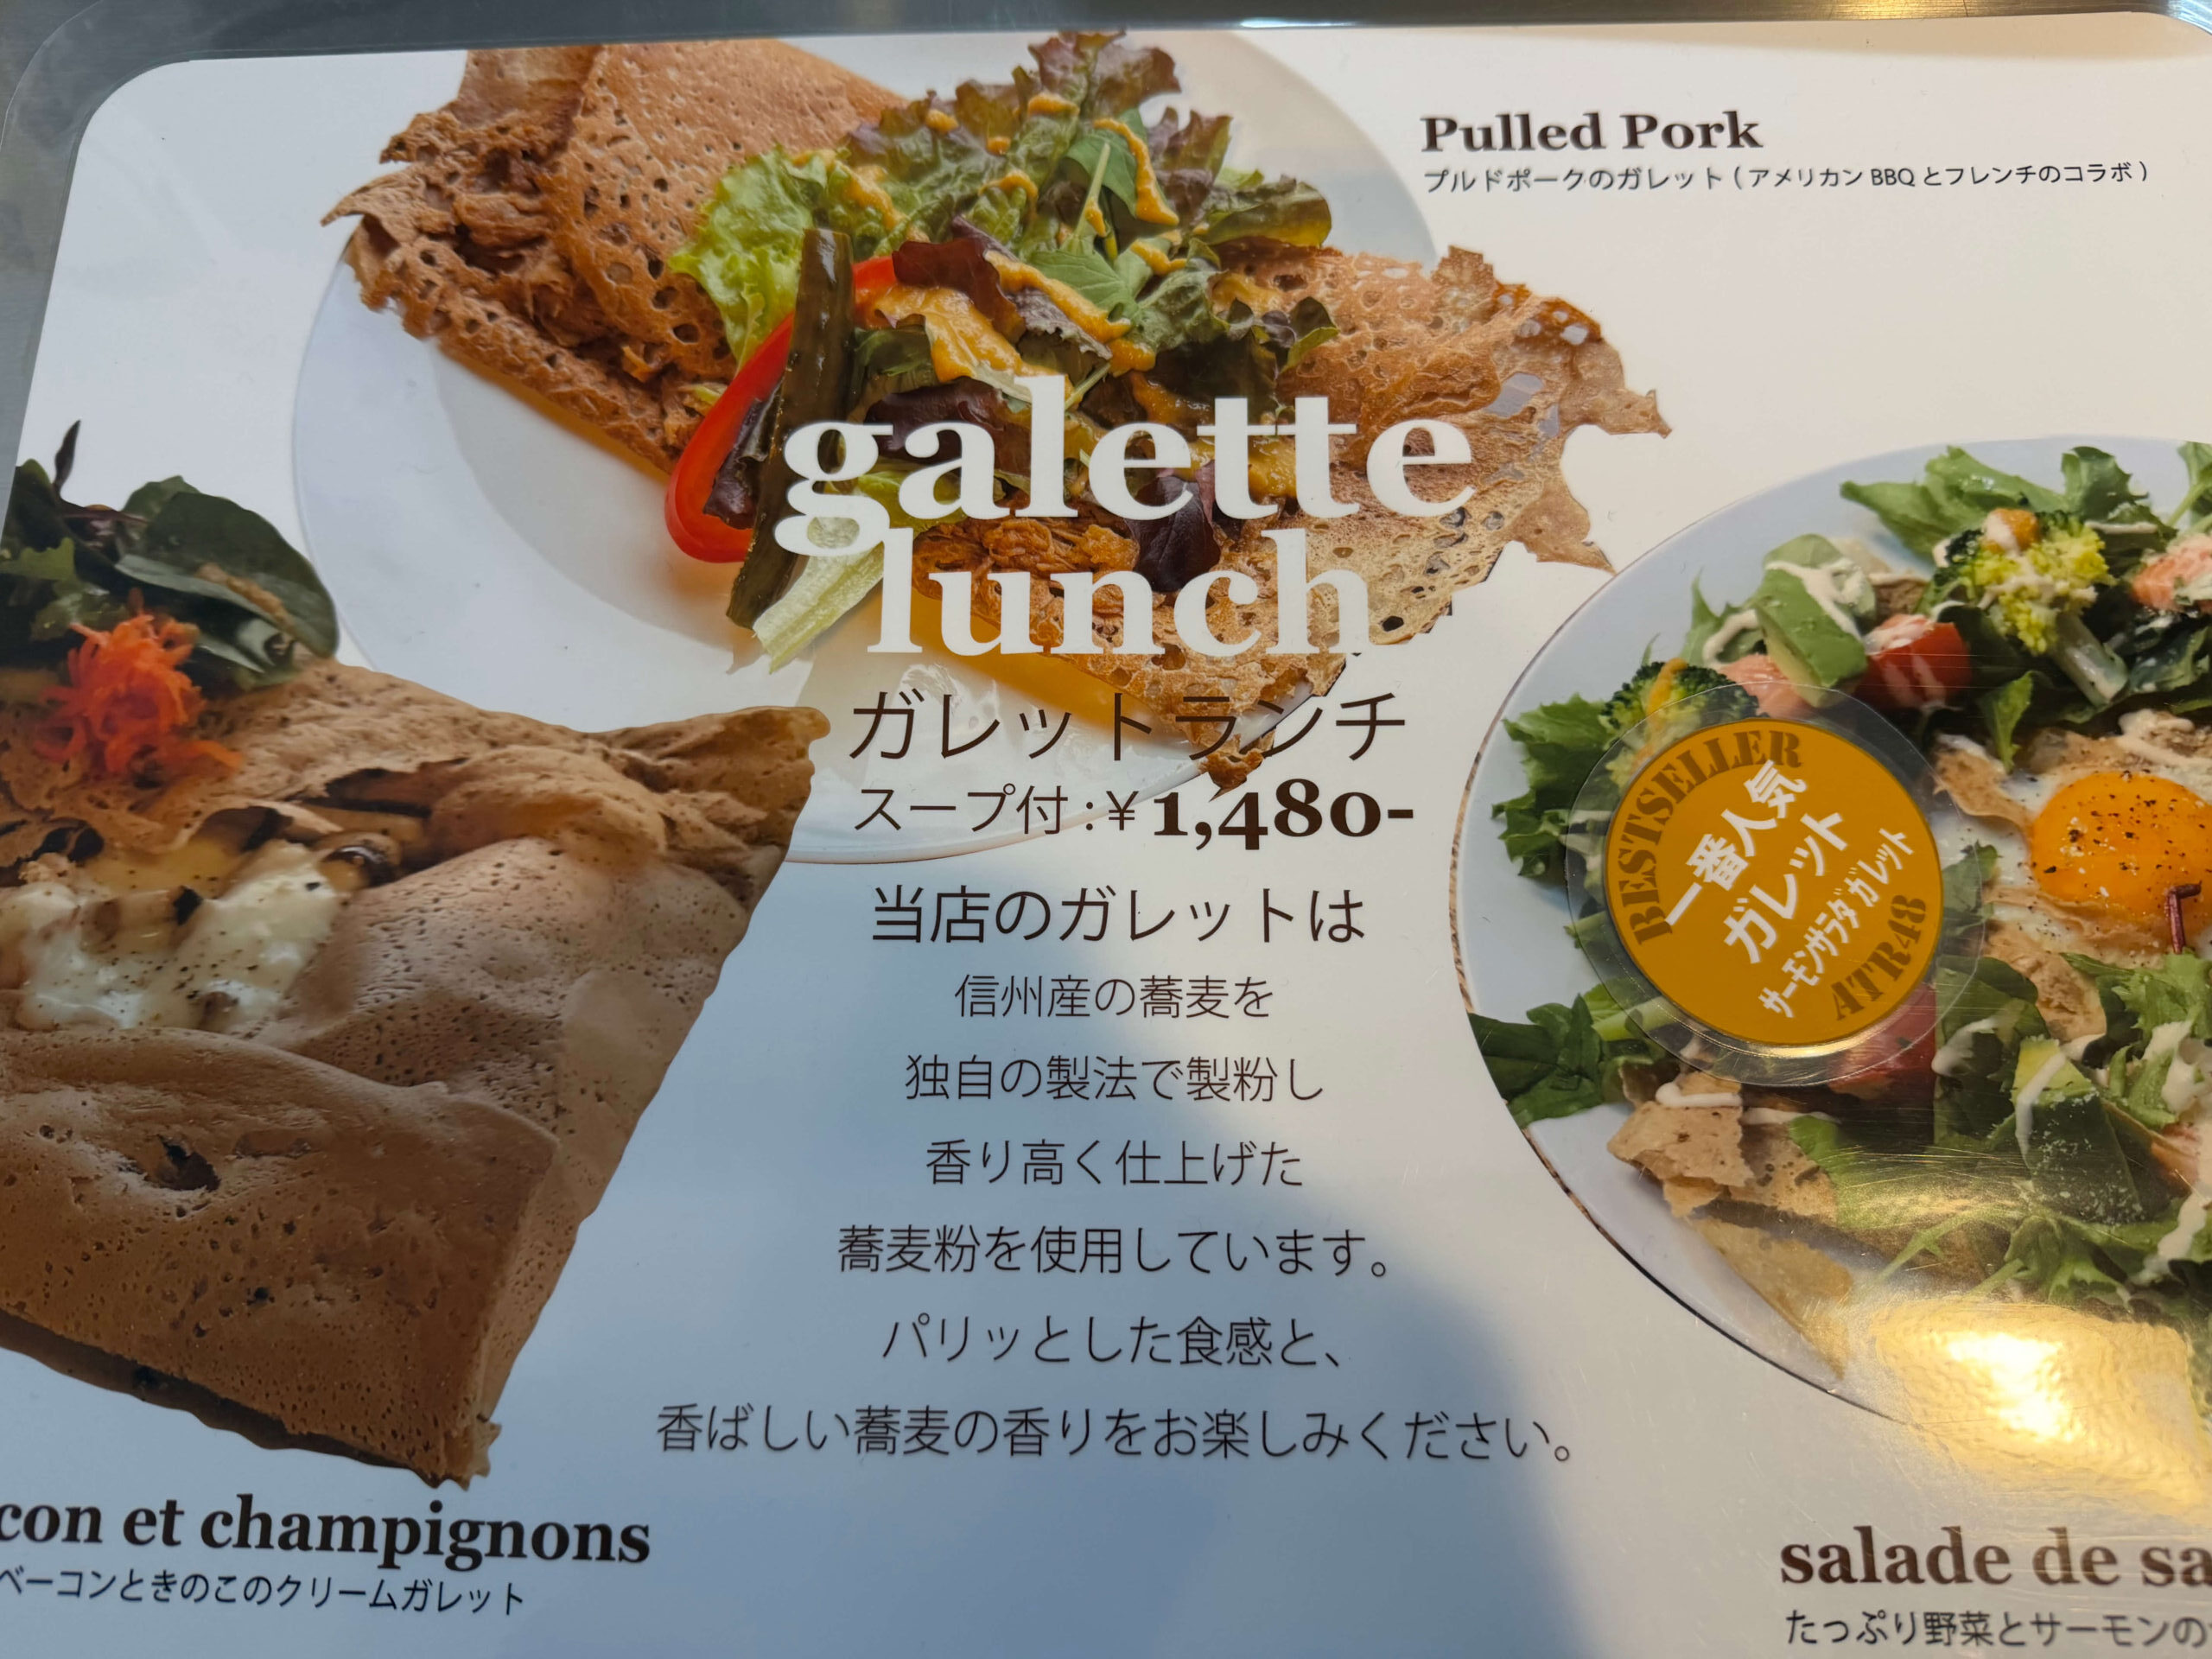 Pulled Pork
プルドポークのガレット ( アメリカン BBQ とフレンチのコラボ )
galette
lunch
ガレットランチ
スープ付 : ¥ 1,480-
当店のガレットは
信州産の蕎麦を
独自の製法で製粉し
香り高く仕上げた
蕎麦粉を使用しています。
パリッとした食感と、
香ばしい蕎麦の香りをお楽しみください。
BESTSELLER
一番人気
ガレット
サーモンサラダガレット
ATR48
con et champignons
ベーコンときのこのクリームガレット
salade de sa
たっぷり野菜とサーモンの